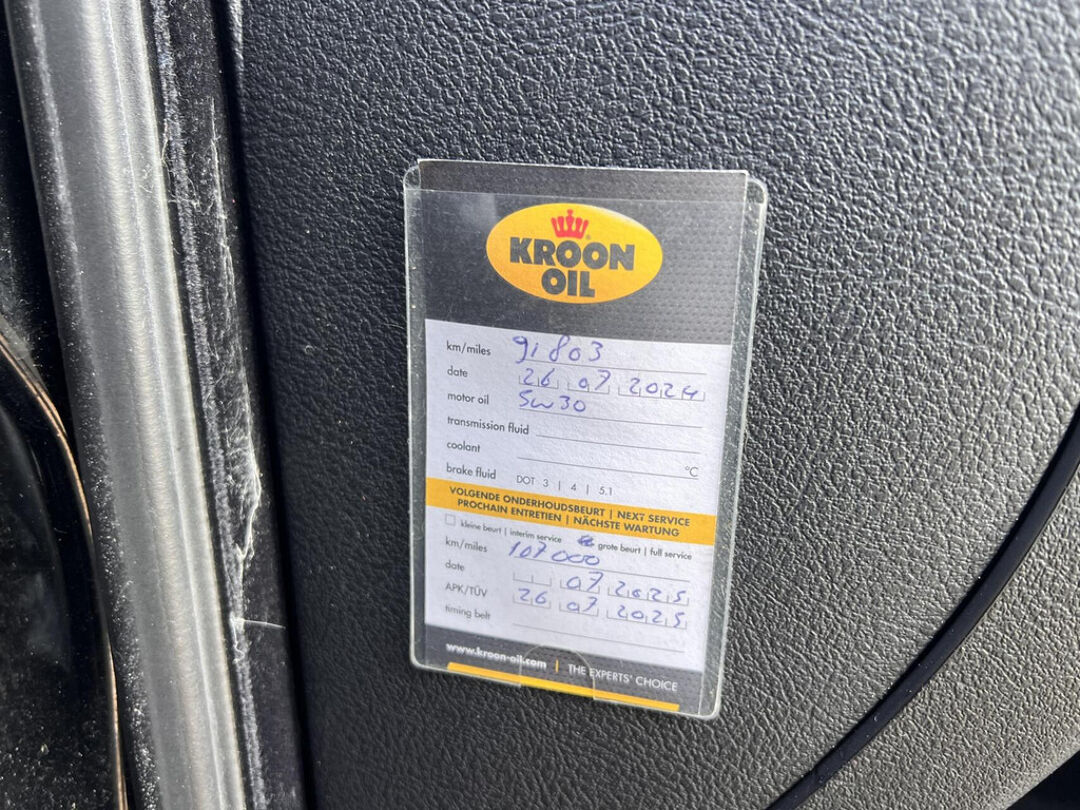 KROON
OIL
km/miles 91803
date 26 07 2024
motor oil 5w30
transmission fluid
coolant °C
brake fluid DOT 3 | 4 | 5.1
VOLGENDE ONDERHOUDSBEURT | NEXT SERVICE
PROCHAIN ENTRETIEN | NÄCHSTE WARTUNG
kleine beurt | interim service grote beurt | full service
km/miles 107000
date 07 2025
APK/TÜV 26 07 2025
timing belt
www.kroon-oil.com | THE EXPERTS' CHOICE